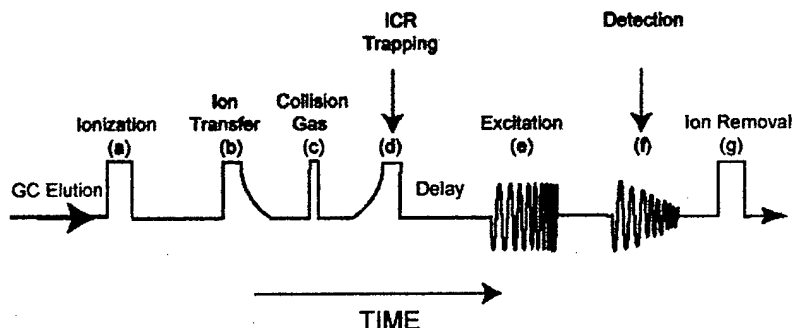 ICR
Trapping
Detection
Ionization
(a)
Ion
Transfer
(b)
Collision
Gas
(c)
(d)
Excitation
(e)
(f)
Ion Removal
(g)
GC Elution
Delay
TIME